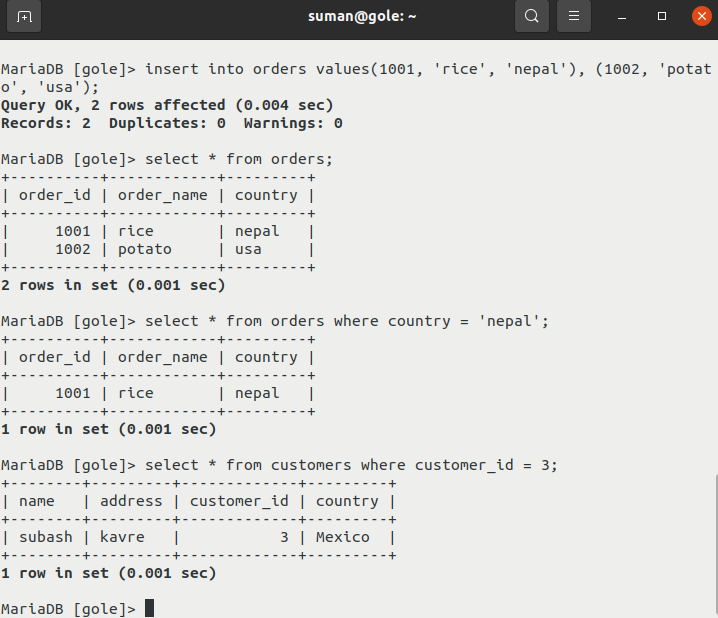 suman@gole: ~
MariaDB [gole]> insert into orders values(1001, 'rice', 'nepal'), (1002, 'potat
o', 'usa');
Query OK, 2 rows affected (0.004 sec)
Records: 2  Duplicates: 0  Warnings: 0
MariaDB [gole]> select * from orders;
+----------+------------+---------+
| order_id | order_name | country |
+----------+------------+---------+
|     1001 | rice       | nepal   |
|     1002 | potato     | usa     |
+----------+------------+---------+
2 rows in set (0.001 sec)
MariaDB [gole]> select * from orders where country = 'nepal';
+----------+------------+---------+
| order_id | order_name | country |
+----------+------------+---------+
|     1001 | rice       | nepal   |
+----------+------------+---------+
1 row in set (0.001 sec)
MariaDB [gole]> select * from customers where customer_id = 3;
+--------+---------+-------------+---------+
| name   | address | customer_id | country |
+--------+---------+-------------+---------+
| subash | kavre   |           3 | Mexico  |
+--------+---------+-------------+---------+
1 row in set (0.001 sec)
MariaDB [gole]>